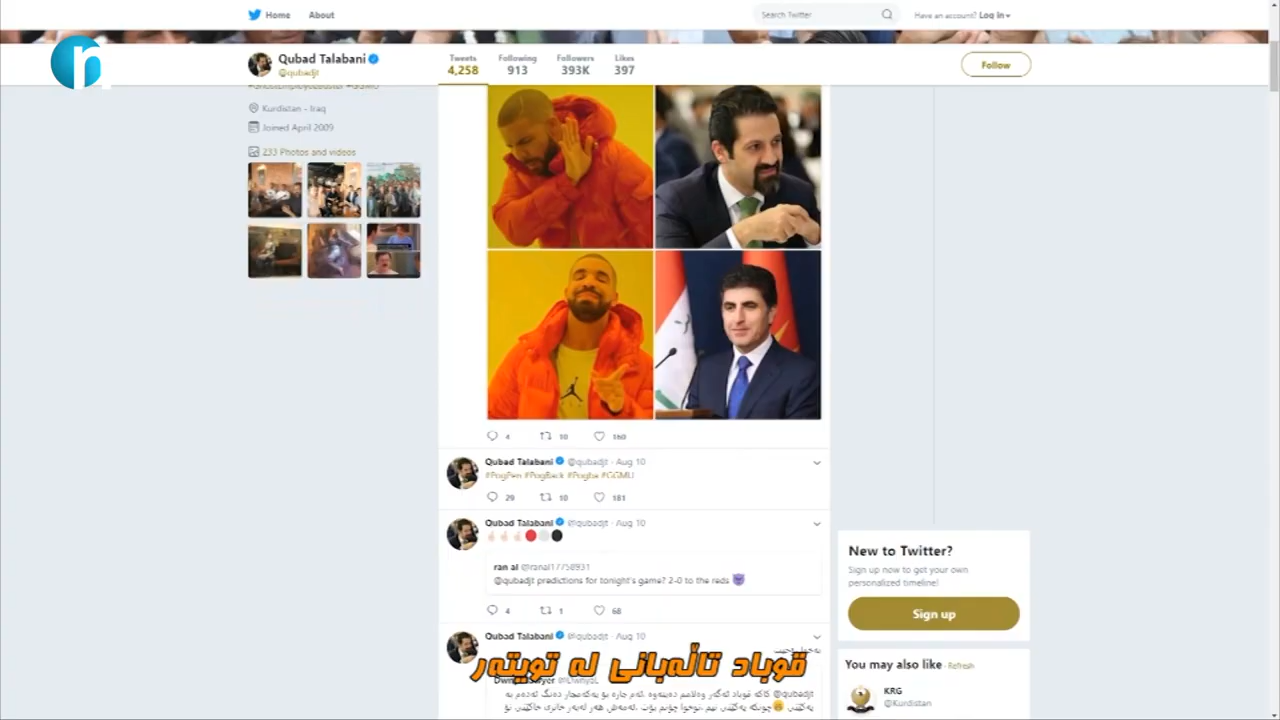 Home About Search Twitter Have an account? Log in
Qubad Talabani
@qubadjt
Tweets Following Followers Likes
4,258 913 393K 397
Follow
Kurdistan - Iraq
Joined April 2009
233 Photos and videos
4 10 160
Qubad Talabani @qubadjt · Aug 10
#PogPen #PogBack #Pogba #GGMU
29 10 181
Qubad Talabani @qubadjt · Aug 10
ran al @ranal17758931
@qubadjt predictions for tonight's game? 2-0 to the reds 😈
4 1 68
Qubad Talabani @qubadjt · Aug 10
قوباد تاڵەبانی لە تویتەر
New to Twitter?
Sign up now to get your own
personalized timeline!
Sign up
You may also like · Refresh
KRG
@Kurdistan